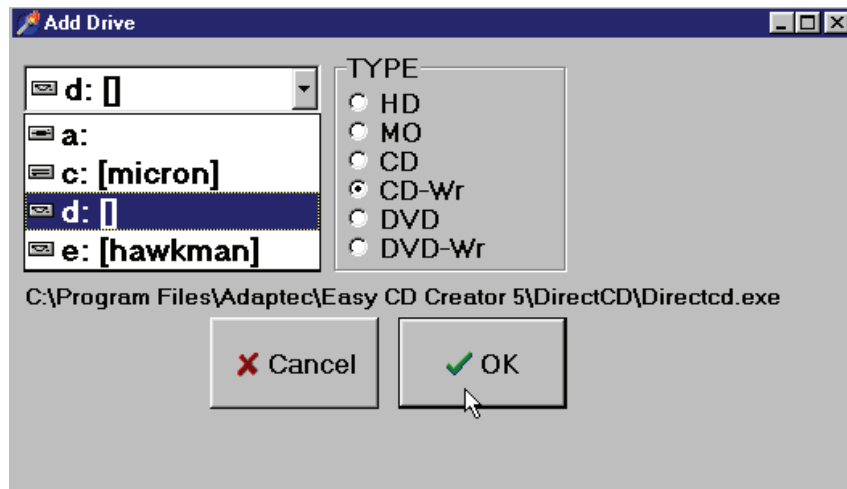 Add Drive
d: []
a:
c: [micron]
d: []
e: [hawkman]
TYPE
HD
MO
CD
CD-Wr
DVD
DVD-Wr
C:\Program Files\Adaptec\Easy CD Creator 5\DirectCD\Directcd.exe
Cancel
OK